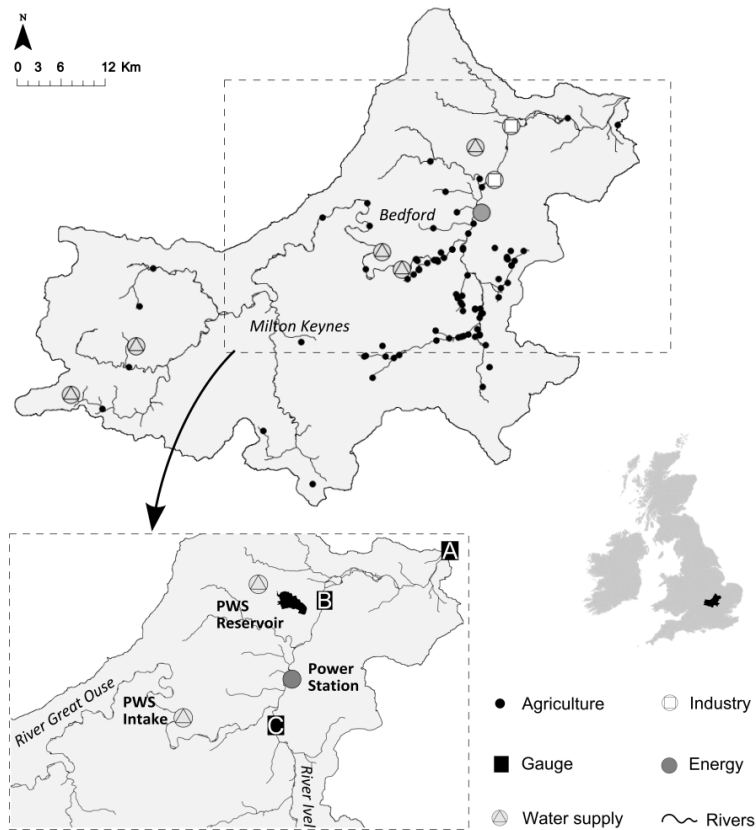 N
0 3 6 12 Km
Bedford
Milton Keynes
A
B
PWS
Reservoir
Power
Station
PWS
Intake
River Great Ouse
C
River Ivel
Agriculture
Industry
Gauge
Energy
Water supply
Rivers